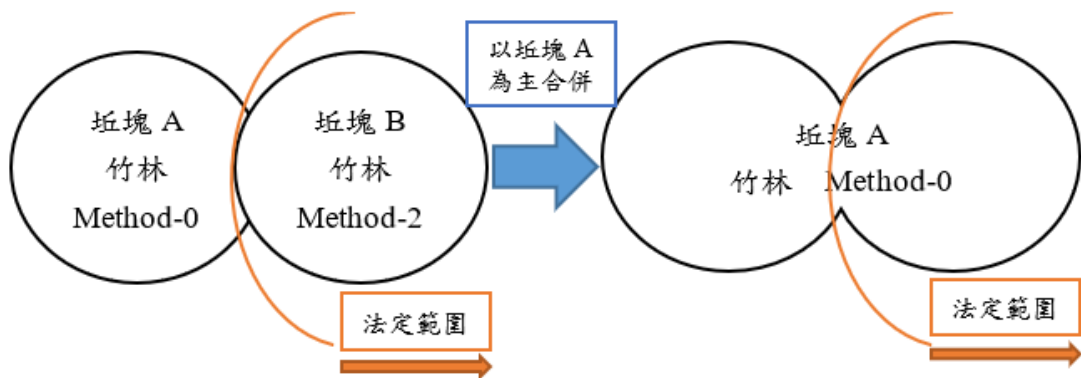 坵塊 A
竹林
Method-0
坵塊 B
竹林
Method-2
以坵塊 A
為主合併
坵塊 A
竹林 Method-0
法定範圍
法定範圍